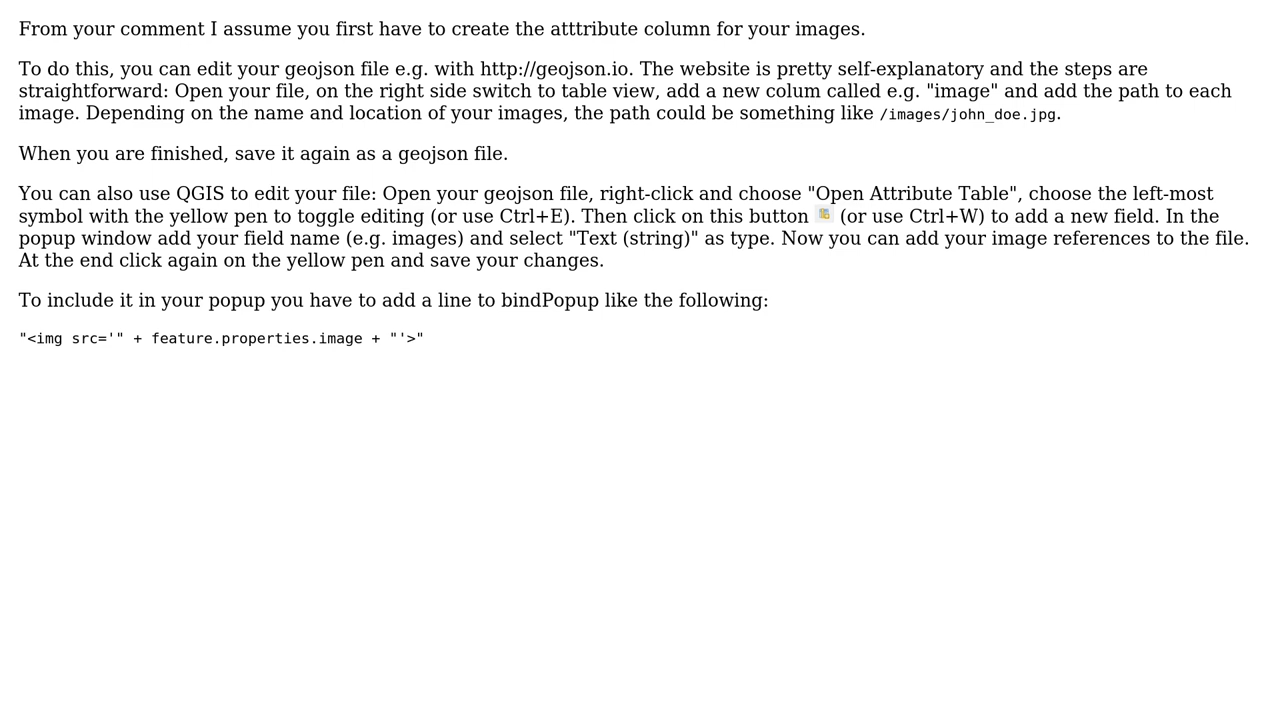 From your comment I assume you first have to create the atttribute column for your images.
To do this, you can edit your geojson file e.g. with http://geojson.io. The website is pretty self-explanatory and the steps are
straightforward: Open your file, on the right side switch to table view, add a new colum called e.g. "image" and add the path to each
image. Depending on the name and location of your images, the path could be something like /images/john_doe.jpg.
When you are finished, save it again as a geojson file.
You can also use QGIS to edit your file: Open your geojson file, right-click and choose "Open Attribute Table", choose the left-most
symbol with the yellow pen to toggle editing (or use Ctrl+E). Then click on this button (or use Ctrl+W) to add a new field. In the
popup window add your field name (e.g. images) and select "Text (string)" as type. Now you can add your image references to the file.
At the end click again on the yellow pen and save your changes.
To include it in your popup you have to add a line to bindPopup like the following:
"<img src='" + feature.properties.image + "'>"